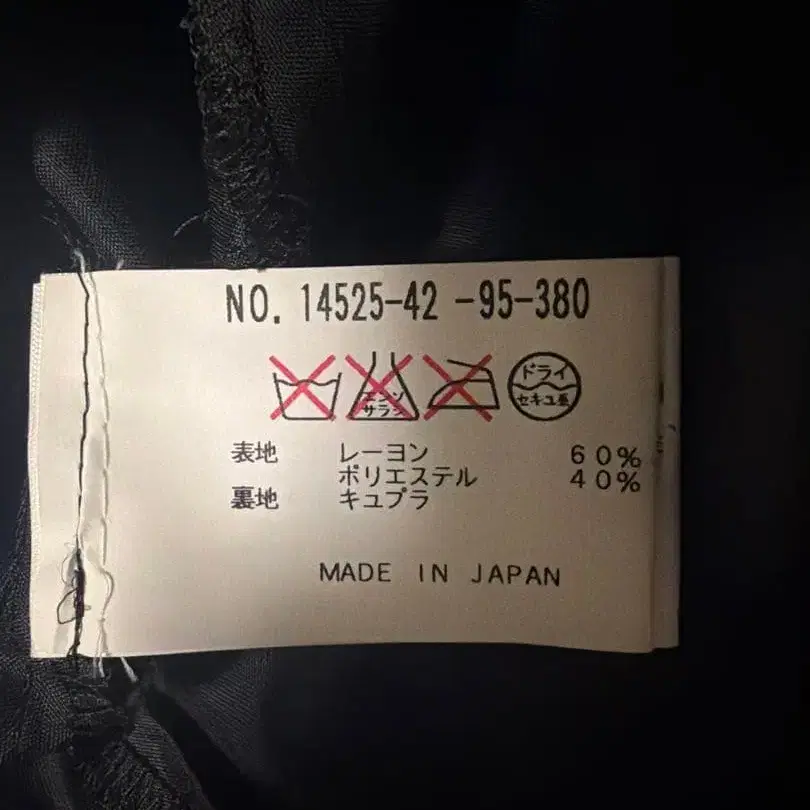 NO. 14525-42 -95-380
エンソ
サラシ
ドライ
セキユ系
表地 レーヨン 60%
ポリエステル 40%
裏地 キュプラ
MADE IN JAPAN